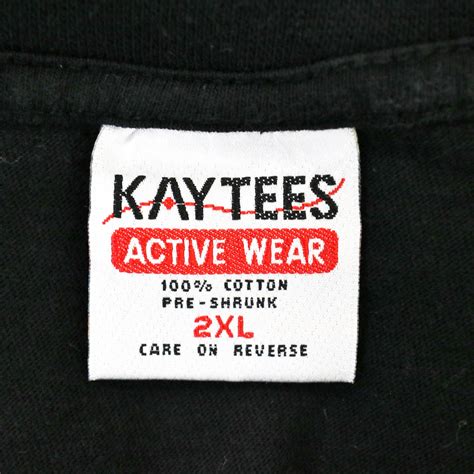 KAYTEES
ACTIVE WEAR
100% COTTON
PRE-SHRUNK
2XL
CARE ON REVERSE